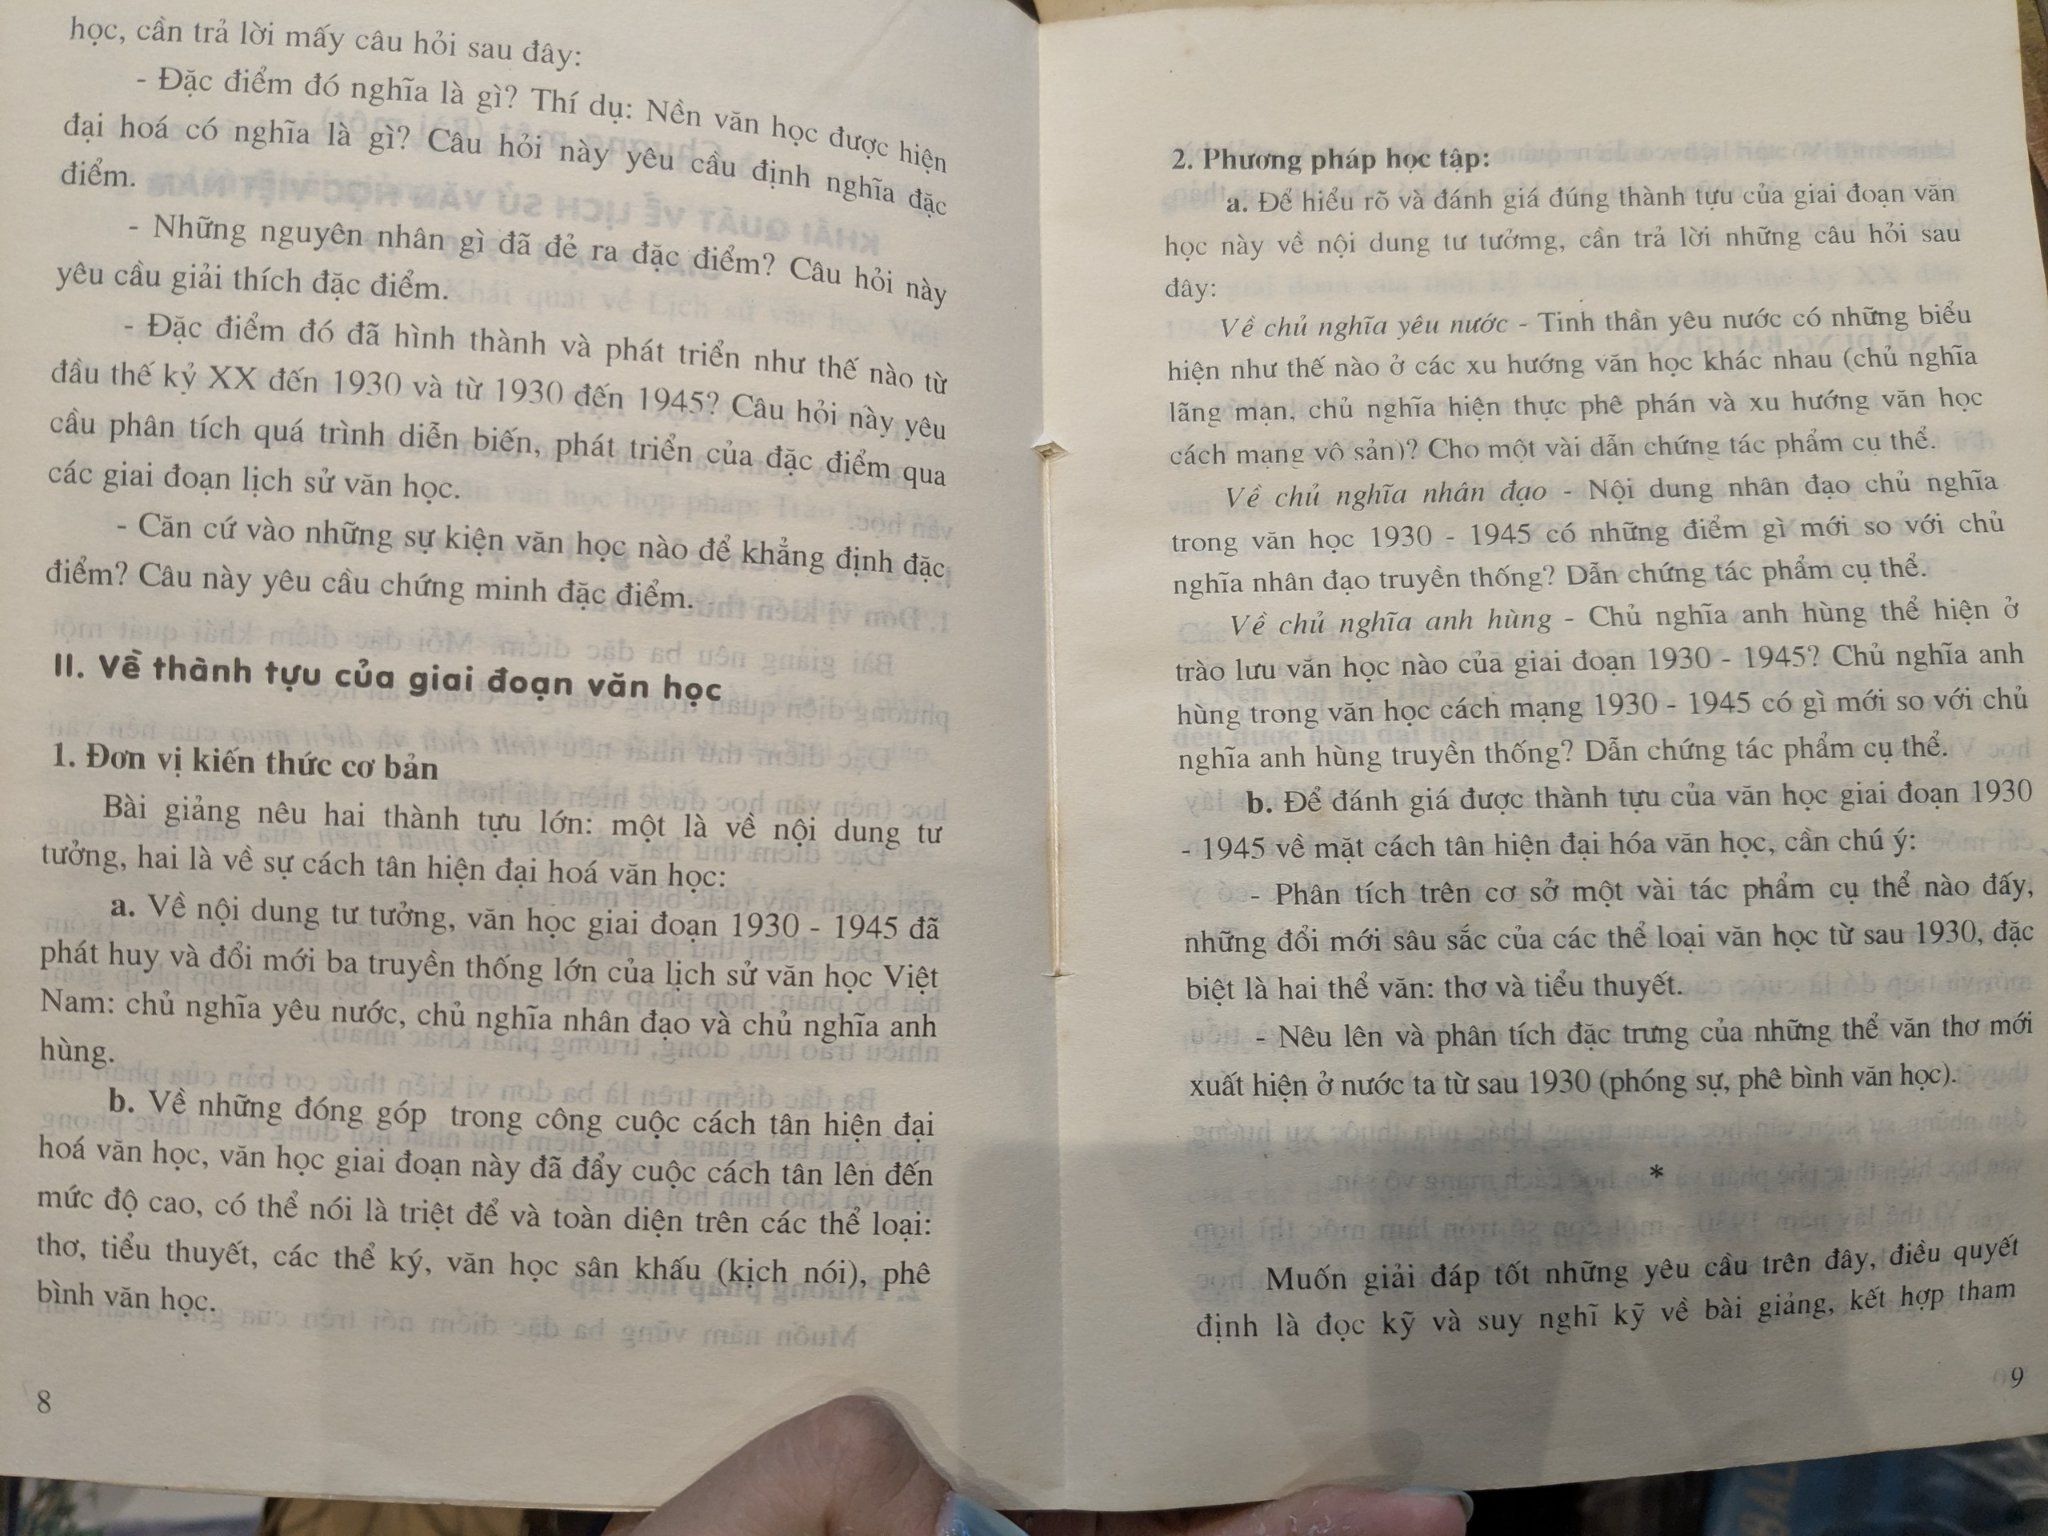 học, cần trả lời mấy câu hỏi sau đây:
- Đặc điểm đó nghĩa là gì? Thí dụ: Nền văn học được hiện
đại hoá có nghĩa là gì? Câu hỏi này yêu cầu định nghĩa đặc
điểm.
- Những nguyên nhân gì đã đẻ ra đặc điểm? Câu hỏi này
yêu cầu giải thích đặc điểm.
- Đặc điểm đó đã hình thành và phát triển như thế nào từ
đầu thế kỷ XX đến 1930 và từ 1930 đến 1945? Câu hỏi này yêu
cầu phân tích quá trình diễn biến, phát triển của đặc điểm qua
các giai đoạn lịch sử văn học.
- Căn cứ vào những sự kiện văn học nào để khẳng định đặc
điểm? Câu này yêu cầu chứng minh đặc điểm.
II. Về thành tựu của giai đoạn văn học
1. Đơn vị kiến thức cơ bản
Bài giảng nêu hai thành tựu lớn: một là về nội dung tư
tưởng, hai là về sự cách tân hiện đại hoá văn học:
a. Về nội dung tư tưởng, văn học giai đoạn 1930 - 1945 đã
phát huy và đổi mới ba truyền thống lớn của lịch sử văn học Việt
Nam: chủ nghĩa yêu nước, chủ nghĩa nhân đạo và chủ nghĩa anh
hùng.
b. Về những đóng góp trong công cuộc cách tân hiện đại
hoá văn học, văn học giai đoạn này đã đẩy cuộc cách tân lên đến
mức độ cao, có thể nói là triệt để và toàn diện trên các thể loại:
thơ, tiểu thuyết, các thể ký, văn học sân khấu (kịch nói), phê
bình văn học.
8
2. Phương pháp học tập:
a. Để hiểu rõ và đánh giá đúng thành tựu của giai đoạn văn
học này về nội dung tư tưởmg, cần trả lời những câu hỏi sau
đây:
Về chủ nghĩa yêu nước - Tinh thần yêu nước có những biểu
hiện như thế nào ở các xu hướng văn học khác nhau (chủ nghĩa
lãng mạn, chủ nghĩa hiện thực phê phán và xu hướng văn học
cách mạng vô sản)? Cho một vài dẫn chứng tác phẩm cụ thể.
Về chủ nghĩa nhân đạo - Nội dung nhân đạo chủ nghĩa
trong văn học 1930 - 1945 có những điểm gì mới so với chủ
nghĩa nhân đạo truyền thống? Dẫn chứng tác phẩm cụ thể.
Về chủ nghĩa anh hùng - Chủ nghĩa anh hùng thể hiện ở
trào lưu văn học nào của giai đoạn 1930 - 1945? Chủ nghĩa anh
hùng trong văn học cách mạng 1930 - 1945 có gì mới so với chủ
nghĩa anh hùng truyền thống? Dẫn chứng tác phẩm cụ thể.
b. Để đánh giá được thành tựu của văn học giai đoạn 1930
- 1945 về mặt cách tân hiện đại hóa văn học, cần chú ý:
- Phân tích trên cơ sở một vài tác phẩm cụ thể nào đấy,
những đổi mới sâu sắc của các thể loại văn học từ sau 1930, đặc
biệt là hai thể văn: thơ và tiểu thuyết.
- Nêu lên và phân tích đặc trưng của những thể văn thơ mới
xuất hiện ở nước ta từ sau 1930 (phóng sự, phê bình văn học).
*
Muốn giải đáp tốt những yêu cầu trên đây, điều quyết
định là đọc kỹ và suy nghĩ kỹ về bài giảng, kết hợp tham
9